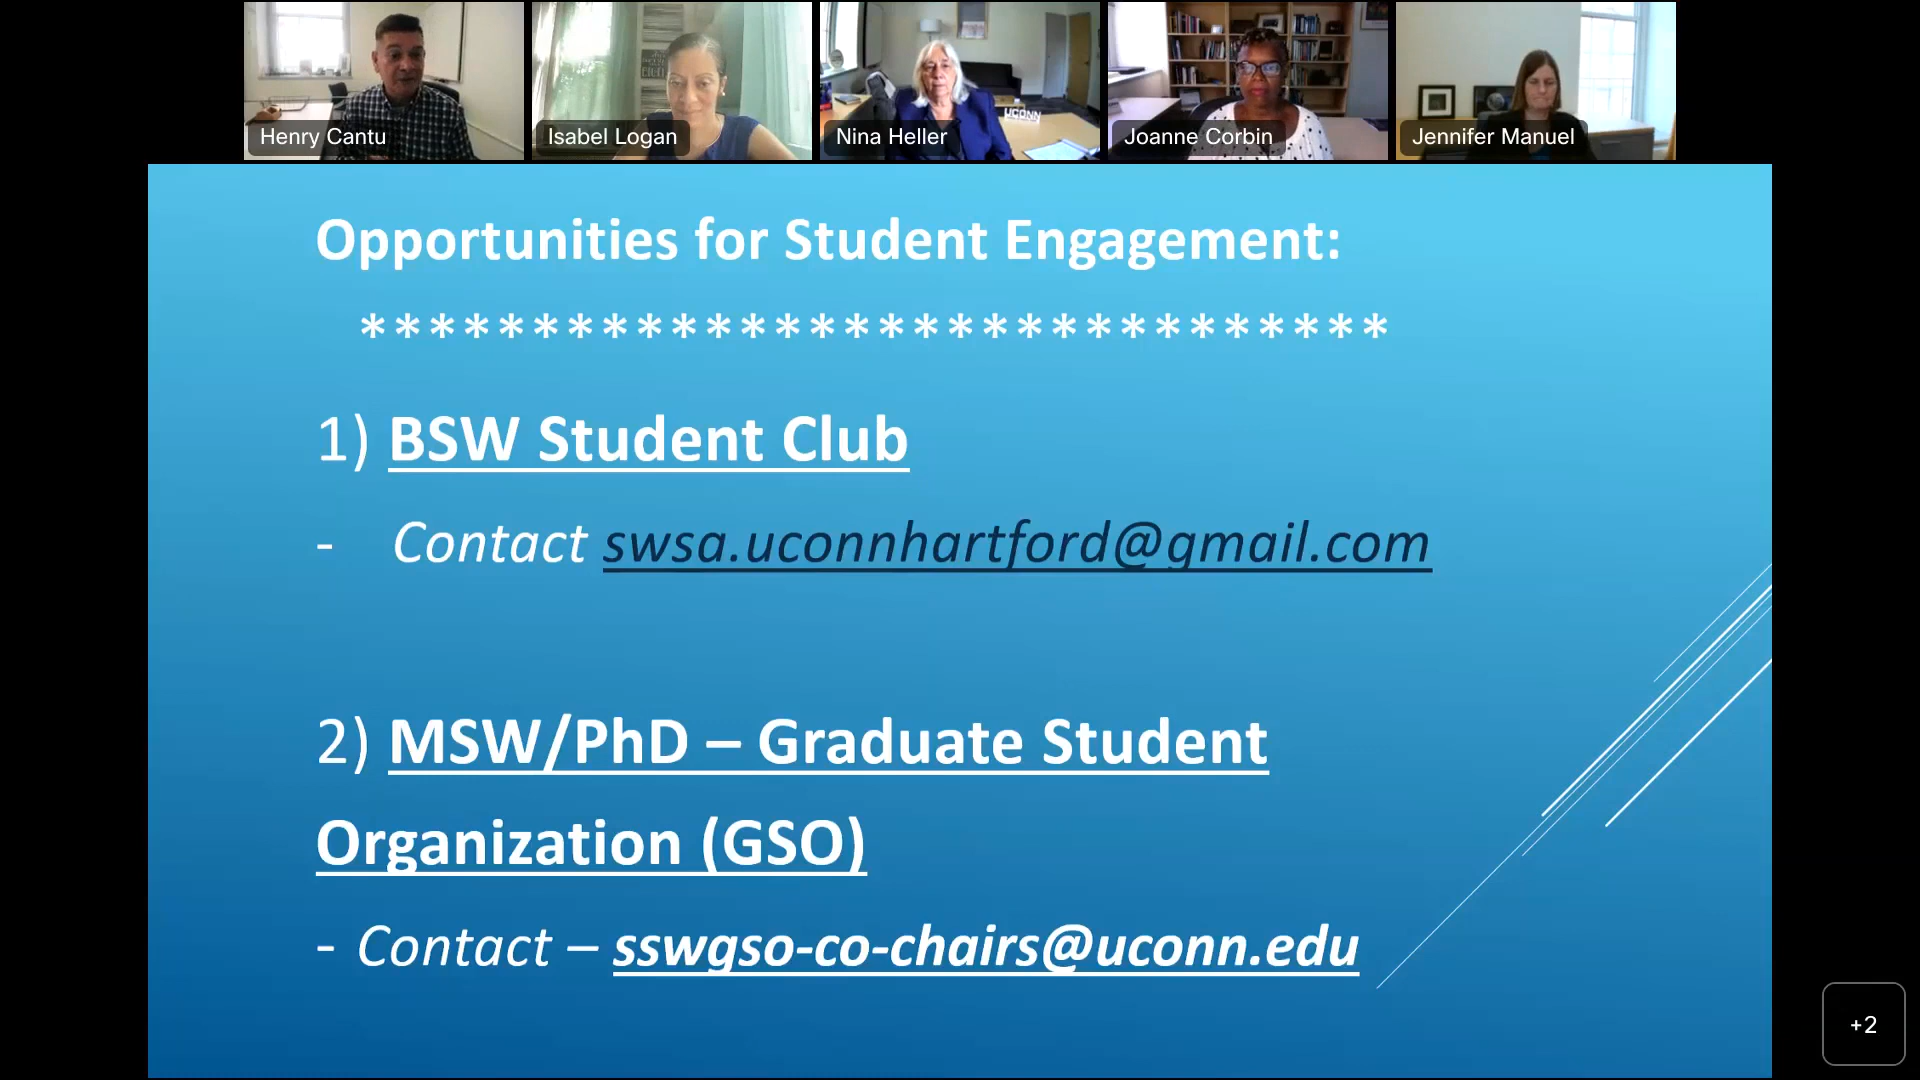 Henry Cantu
Isabel Logan
UCONN
Nina Heller
Joanne Corbin
Jennifer Manuel
Opportunities for Student Engagement:
******************************
1) BSW Student Club
- Contact swsa.uconnhartford@gmail.com
2) MSW/PhD – Graduate Student
Organization (GSO)
- Contact – sswgso-co-chairs@uconn.edu
+2